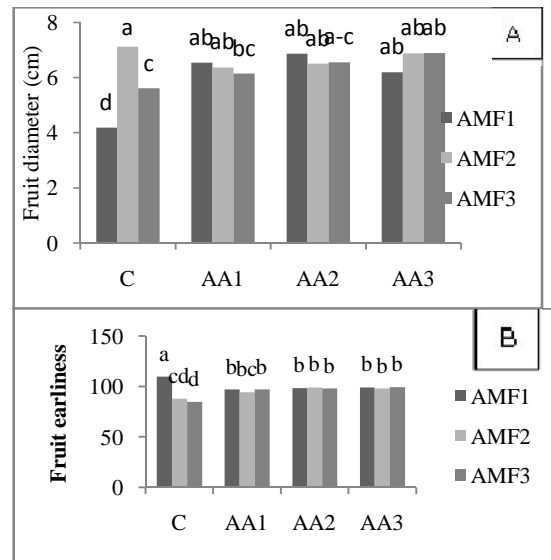 A
Fruit diameter (cm)
8
6
4
2
0
d a c
ab ab bc
ab ab a-c
ab ab ab
C AA1 AA2 AA3
AMF1
AMF2
AMF3
B
Fruit earliness
150
100
50
0
a cd d
b bc b
b b b
b b b
C AA1 AA2 AA3
AMF1
AMF2
AMF3